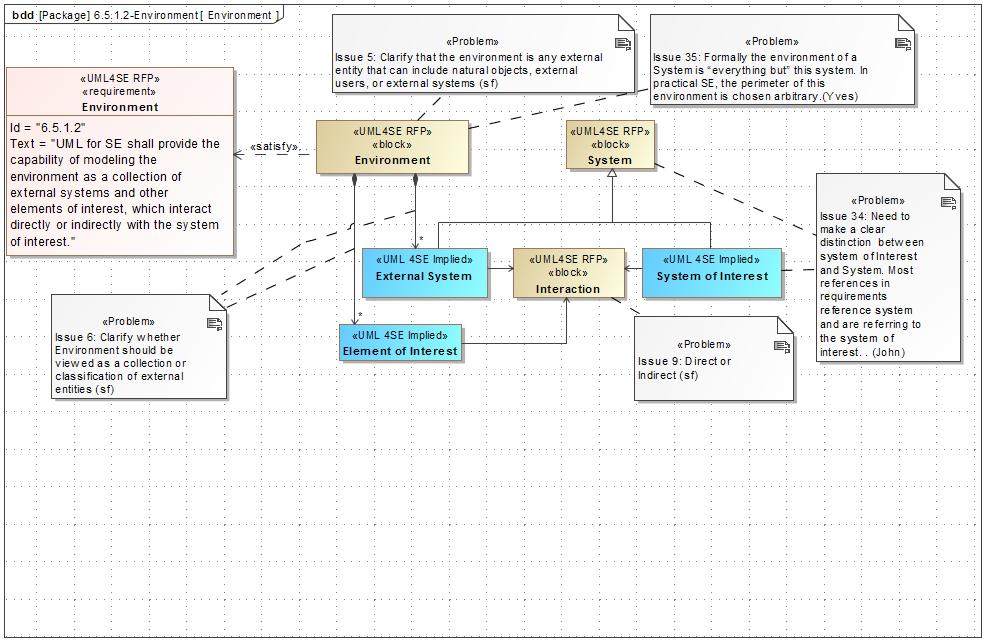 bdd [Package] 6.5.1.2-Environment[ Environment ]
«Problem»
Issue 5: Clarify that the environment is any external
entity that can include natural objects, external
users, or external systems (sf)
«Problem»
Issue 35: Formally the environment of a
System is “everything but” this system. In
practical SE, the perimeter of this
environment is chosen arbitrary.(Yves)
«UML4SE RFP»
«requirement»
Environment
Id = "6.5.1.2"
Text = "UML for SE shall provide the
capability of modeling the
environment as a collection of
external systems and other
elements of interest, which interact
directly or indirectly with the system
of interest."
«satisfy»
«UML4SE RFP»
«block»
Environment
«UML4SE RFP»
«block»
System
«Problem»
Issue 34: Need to
make a clear
distinction between
system of Interest
and System. Most
references in
requirements
reference system
and are referring to
the system of
interest. . (John)
*
«UML 4SE Implied»
External System
«UML4SE RFP»
«block»
Interaction
«UML 4SE Implied»
System of Interest
*
«UML 4SE Implied»
Element of Interest
«Problem»
Issue 6: Clarify whether
Environment should be
viewed as a collection or
classification of external
entities (sf)
«Problem»
Issue 9: Direct or
Indirect (sf)